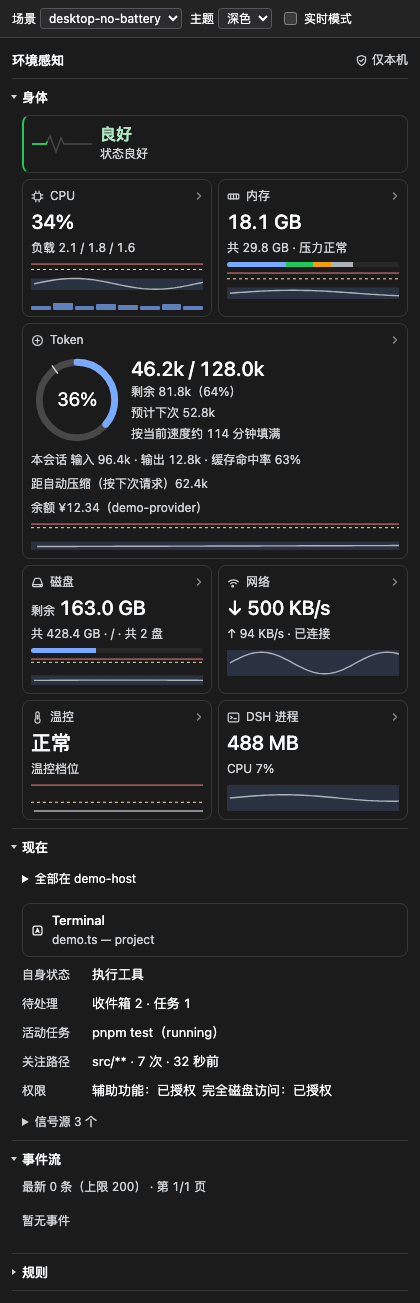 场景 desktop-no-battery 主题 深色 实时模式
环境感知 仅本机
身体
良好
状态良好
CPU
34%
负载 2.1 / 1.8 / 1.6
内存
18.1 GB
共 29.8 GB · 压力正常
Token
36%
46.2k / 128.0k
剩余 81.8k（64%）
预计下次 52.8k
按当前速度约 114 分钟填满
本会话 输入 96.4k · 输出 12.8k · 缓存命中率 63%
距自动压缩（按下次请求）62.4k
余额 ¥12.34（demo-provider）
磁盘
剩余 163.0 GB
共 428.4 GB · / · 共 2 盘
网络
↓ 500 KB/s
↑ 94 KB/s · 已连接
温控
正常
温控档位
DSH 进程
488 MB
CPU 7%
现在
全部在 demo-host
Terminal
demo.ts — project
自身状态 执行工具
待处理 收件箱 2 · 任务 1
活动任务 pnpm test（running）
关注路径 src/** · 7 次 · 32 秒前
权限 辅助功能：已授权 完全磁盘访问：已授权
信号源 3 个
事件流
最新 0 条（上限 200） · 第 1/1 页
暂无事件
规则